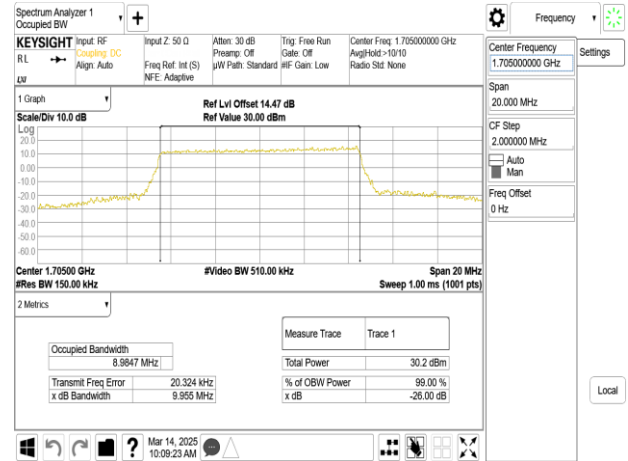 Spectrum Analyzer 1
Occupied BW
+
Frequency
KEYSIGHT
RL
LXI
Input: RF
Coupling: DC
Align: Auto
Input Z: 50 Ω
Freq Ref: Int (S)
NFE: Adaptive
Atten: 30 dB
Preamp: Off
µW Path: Standard
Trig: Free Run
Gate: Off
#IF Gain: Low
Center Freq: 1.705000000 GHz
Avg|Hold:>10/10
Radio Std: None
Center Frequency
1.705000000 GHz
Settings
Span
20.000 MHz
CF Step
2.000000 MHz
Auto
Man
Freq Offset
0 Hz
Local
1 Graph
Scale/Div 10.0 dB
Ref Lvl Offset 14.47 dB
Ref Value 30.00 dBm
Log
20.0
10.0
0.00
-10.0
-20.0
-30.0
-40.0
-50.0
-60.0
Center 1.70500 GHz
#Video BW 510.00 kHz
Span 20 MHz
#Res BW 150.00 kHz
Sweep 1.00 ms (1001 pts)
2 Metrics
Occupied Bandwidth
8.9847 MHz
Transmit Freq Error 20.324 kHz
x dB Bandwidth 9.955 MHz
Measure Trace Trace 1
Total Power 30.2 dBm
% of OBW Power 99.00 %
x dB -26.00 dB
?
Mar 14, 2025
10:09:23 AM